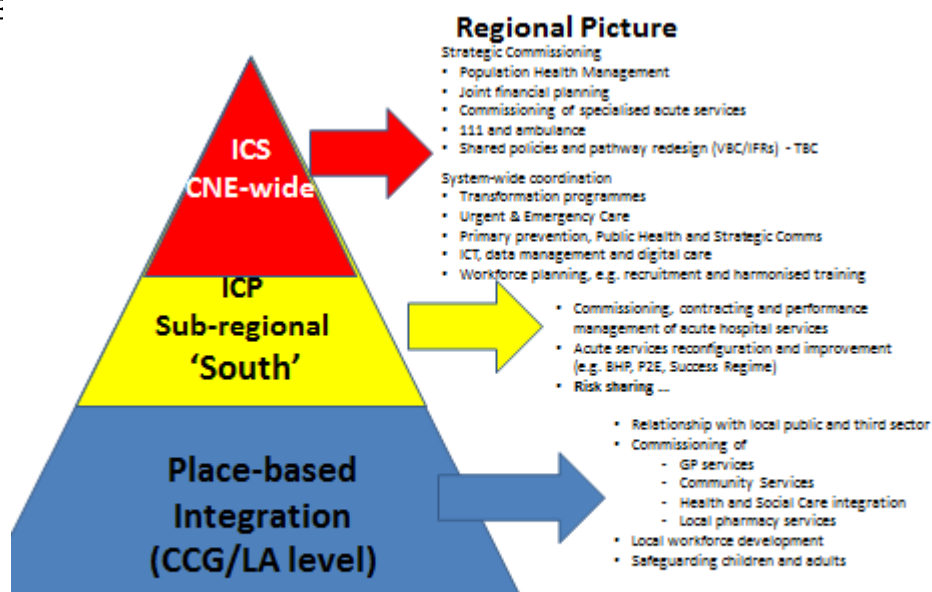 Regional Picture
Strategic Commissioning
• Population Health Management
• Joint financial planning
• Commissioning of specialised acute services
• 111 and ambulance
• Shared policies and pathway redesign (VBC/IFRs) - TBC
System-wide coordination
• Transformation programmes
• Urgent & Emergency Care
• Primary prevention, Public Health and Strategic Comms
• ICT, data management and digital care
• Workforce planning, e.g. recruitment and harmonised training
ICS
CNE-wide
ICP
Sub-regional
‘South’
• Commissioning, contracting and performance
management of acute hospital services
• Acute services reconfiguration and improvement
(e.g. BHP, P2E, Success Regime)
• Risk sharing ...
Place-based
Integration
(CCG/LA level)
• Relationship with local public and third sector
• Commissioning of
- GP services
- Community Services
- Health and Social Care integration
- Local pharmacy services
• Local workforce development
• Safeguarding children and adults